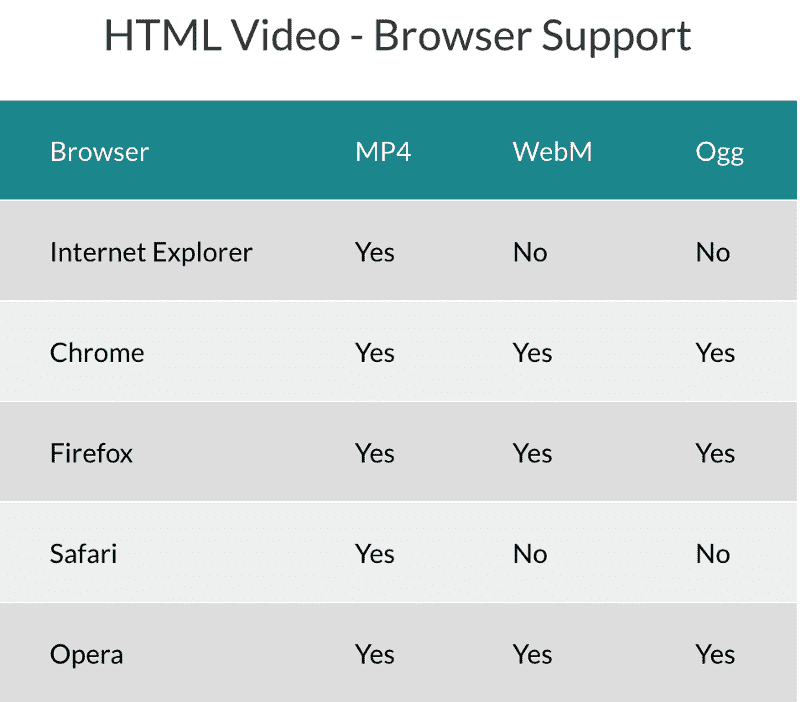 HTML Video - Browser Support
Browser MP4 WebM Ogg
Internet Explorer Yes No No
Chrome Yes Yes Yes
Firefox Yes Yes Yes
Safari Yes No No
Opera Yes Yes Yes